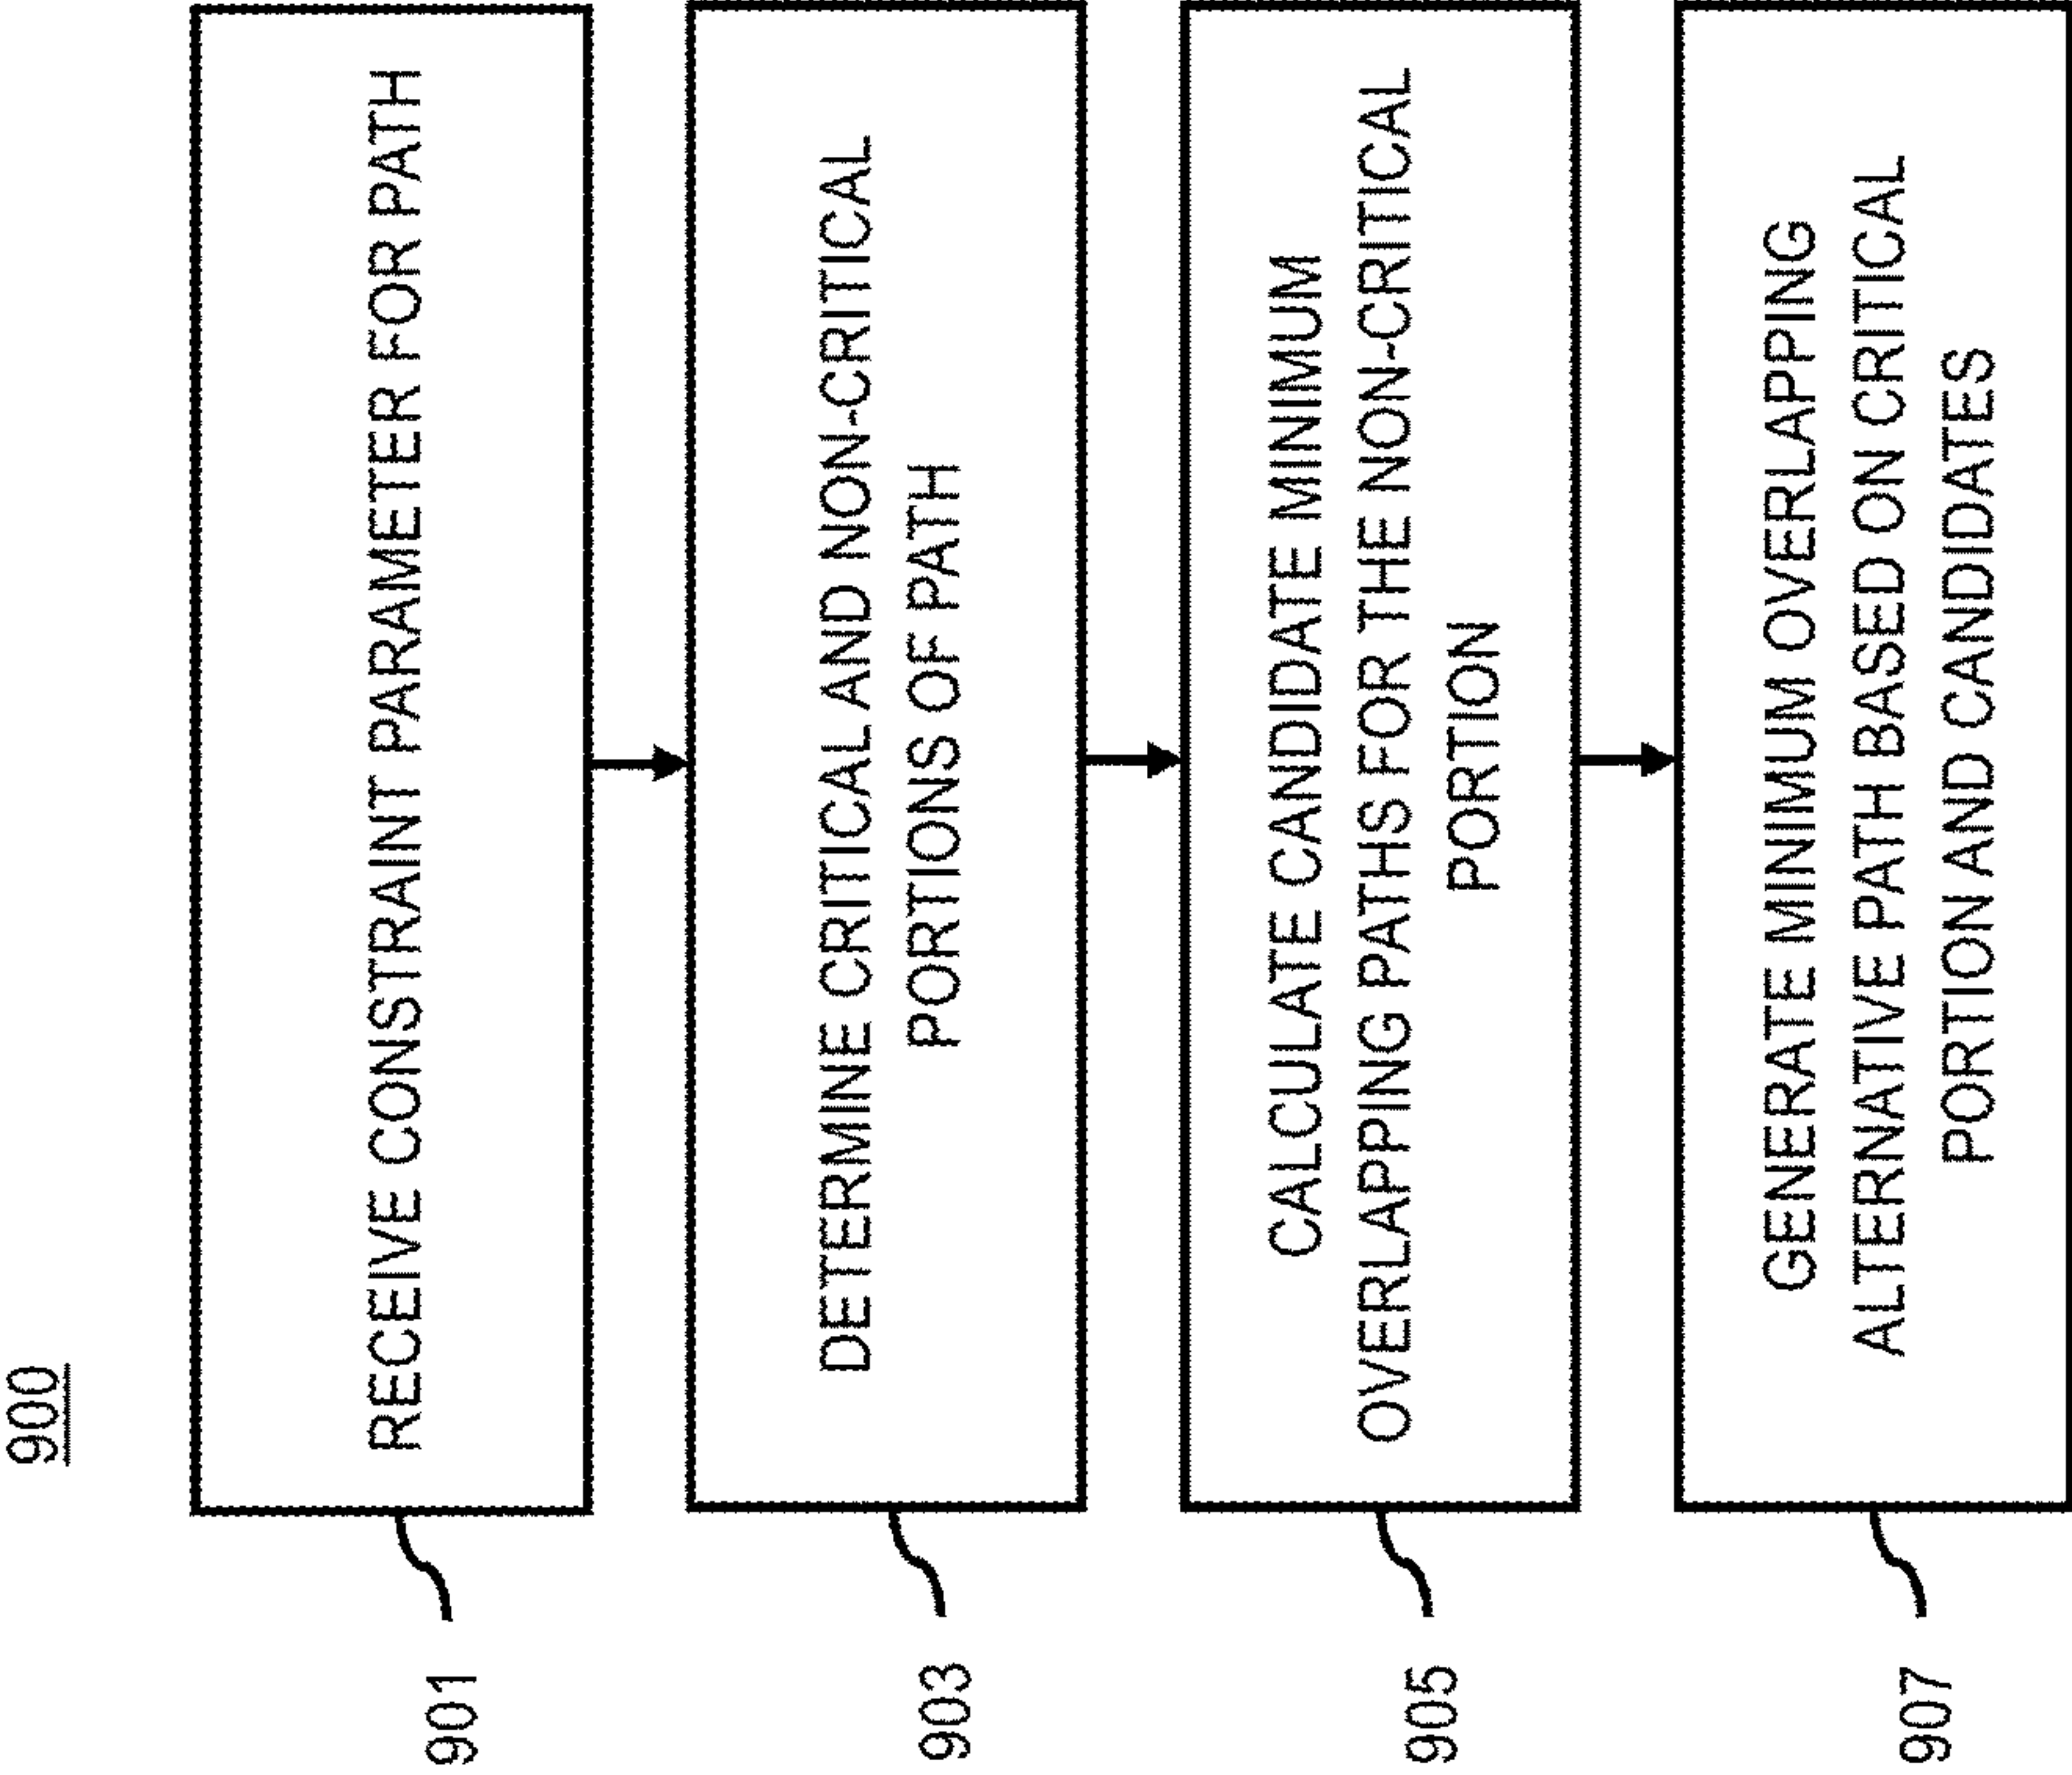 900
901
RECEIVE CONSTRAINT PARAMETER FOR PATH
903
DETERMINE CRITICAL AND NON-CRITICAL
PORTIONS OF PATH
905
CALCULATE CANDIDATE MINIMUM
OVERLAPPING PATHS FOR THE NON-CRITICAL
PORTION
907
GENERATE MINIMUM OVERLAPPING
ALTERNATIVE PATH BASED ON CRITICAL
PORTION AND CANDIDATES